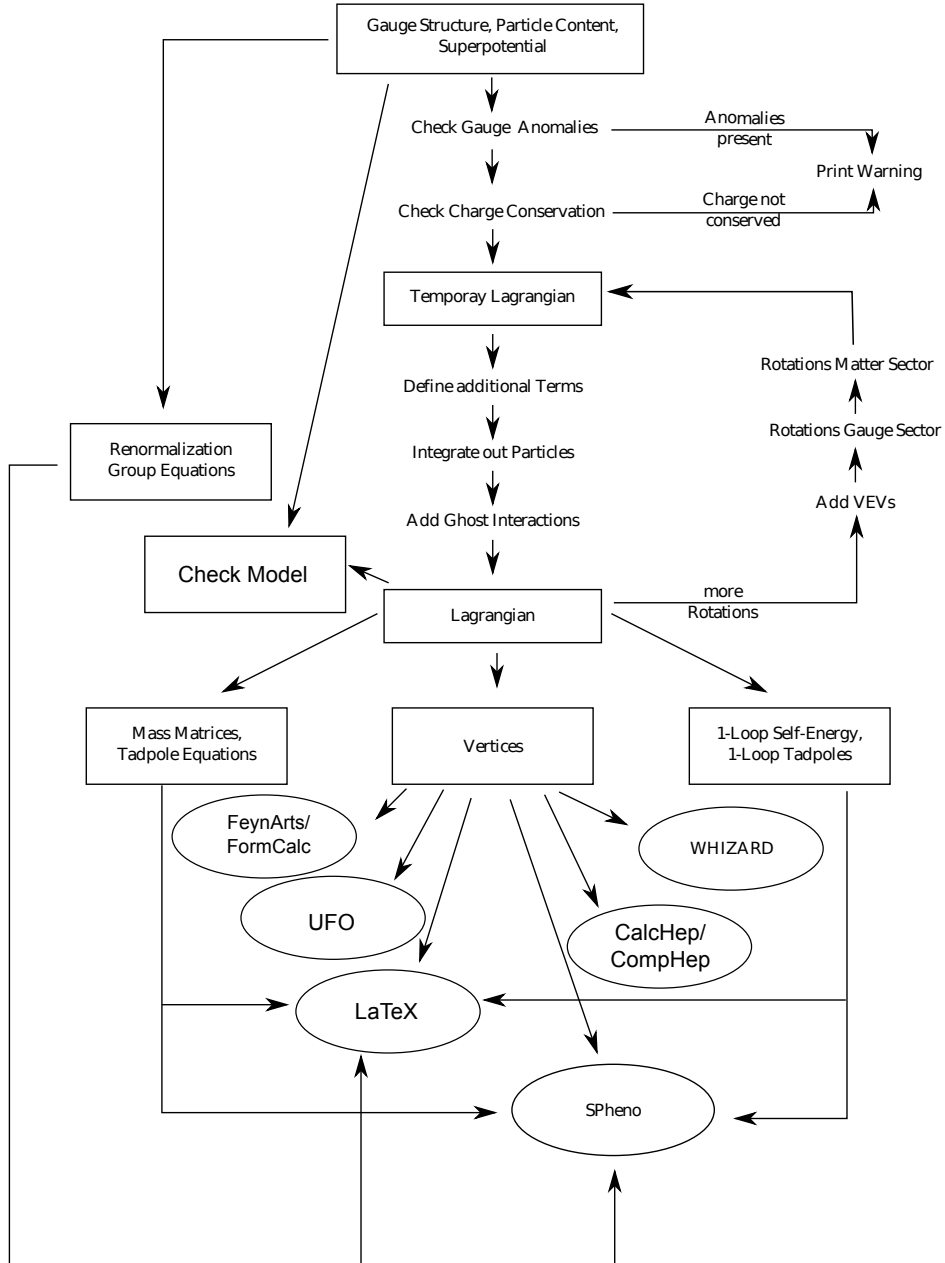 Gauge Structure, Particle Content,
Superpotential
Check Gauge Anomalies
Anomalies
present
Print Warning
Check Charge Conservation
Charge not
conserved
Temporay Lagrangian
Rotations Matter Sector
Define additional Terms
Rotations Gauge Sector
Renormalization
Group Equations
Integrate out Particles
Add VEVs
Add Ghost Interactions
Check Model
more
Rotations
Lagrangian
Mass Matrices,
Tadpole Equations
Vertices
1-Loop Self-Energy,
1-Loop Tadpoles
FeynArts/
FormCalc
WHIZARD
UFO
CalcHep/
CompHep
LaTeX
SPheno